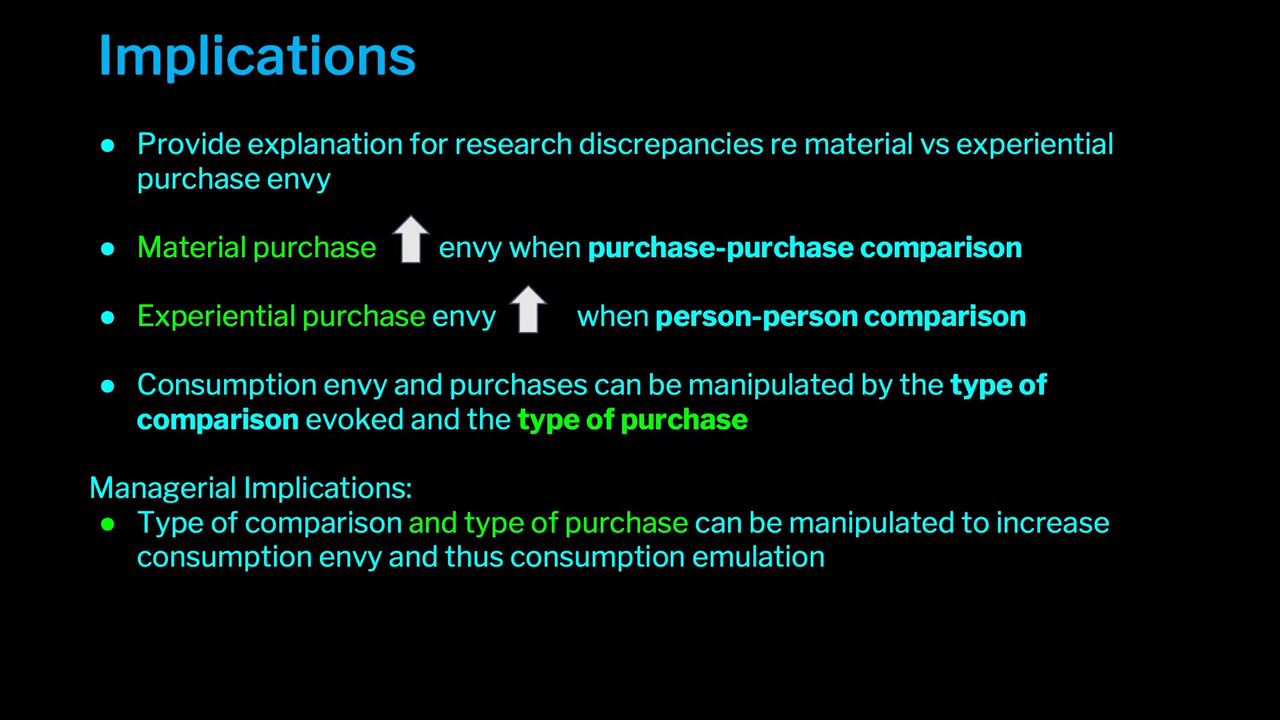 Implications
● Provide explanation for research discrepancies re material vs experiential
purchase envy
● Material purchase envy when purchase-purchase comparison
● Experiential purchase envy when person-person comparison
● Consumption envy and purchases can be manipulated by the type of
comparison evoked and the type of purchase
Managerial Implications:
● Type of comparison and type of purchase can be manipulated to increase
consumption envy and thus consumption emulation